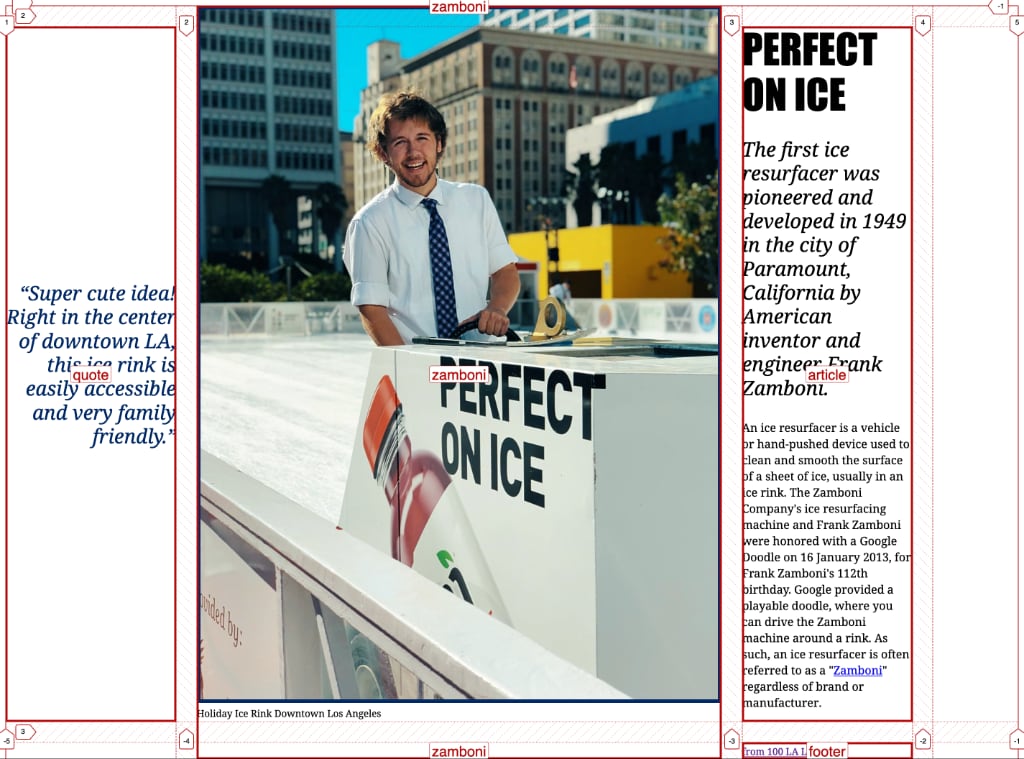 zamboni
-1
1
2
2
3
4
5
“Super cute idea!
Right in the center
of downtown LA,
this ice rink is
quote
easily accessible
and very family
friendly.”
zamboni
PERFECT
ON ICE
ovided by:
Holiday Ice Rink Downtown Los Angeles
PERFECT
ON ICE
The first ice
resurfacer was
pioneered and
developed in 1949
in the city of
Paramount,
California by
American
inventor and
engineer Frank
article
Zamboni.
An ice resurfacer is a vehicle
or hand-pushed device used to
clean and smooth the surface
of a sheet of ice, usually in an
ice rink. The Zamboni
Company's ice resurfacing
machine and Frank Zamboni
were honored with a Google
Doodle on 16 January 2013, for
Frank Zamboni's 112th
birthday. Google provided a
playable doodle, where you
can drive the Zamboni
machine around a rink. As
such, an ice resurfacer is often
referred to as a "Zamboni"
regardless of brand or
manufacturer.
3
-5
-4
-3
-2
-1
zamboni
from 100 LA L
footer